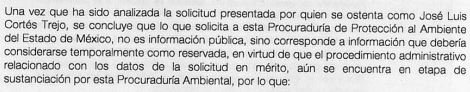 Una vez que ha sido analizada la solicitud presentada por quien se ostenta como José Luis
Cortés Trejo, se concluye que lo que solicita a esta Procuraduría de Protección al Ambiente
del Estado de México, no es información pública, sino corresponde a información que debería
considerarse temporalmente como reservada, en virtud de que el procedimiento administrativo
relacionado con los datos de la solicitud en mérito, aún se encuentra en etapa de
sustanciación por esta Procuraduría Ambiental, por lo que: